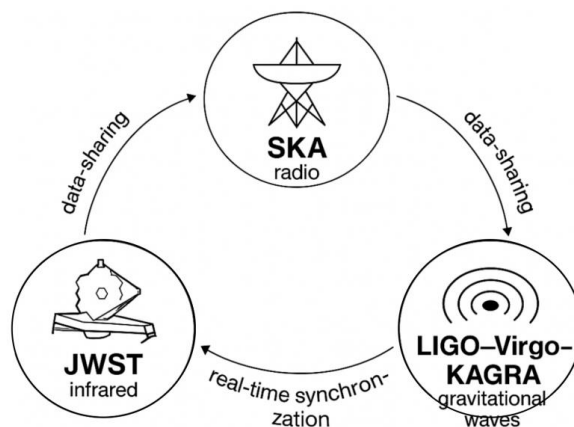 SKA
radio
data-sharing
data-sharing
JWST
infrared
LIGO–Virgo–
KAGRA
gravitational
waves
real-time synchron-
zation